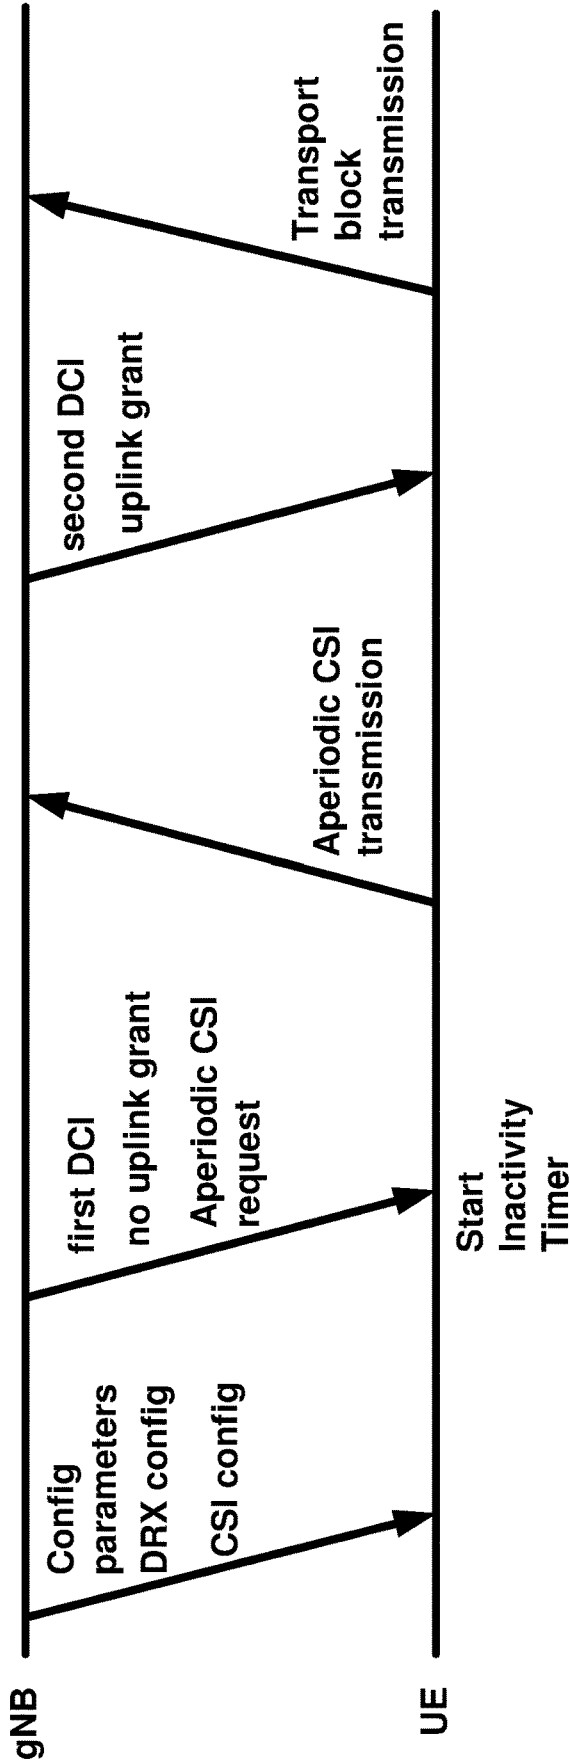 gNB
Config
parameters
DRX config
CSI config
first DCI
no uplink grant
Aperiodic CSI
request
Start
Inactivity
Timer
Aperiodic CSI
transmission
second DCI
uplink grant
Transport
block
transmission
UE